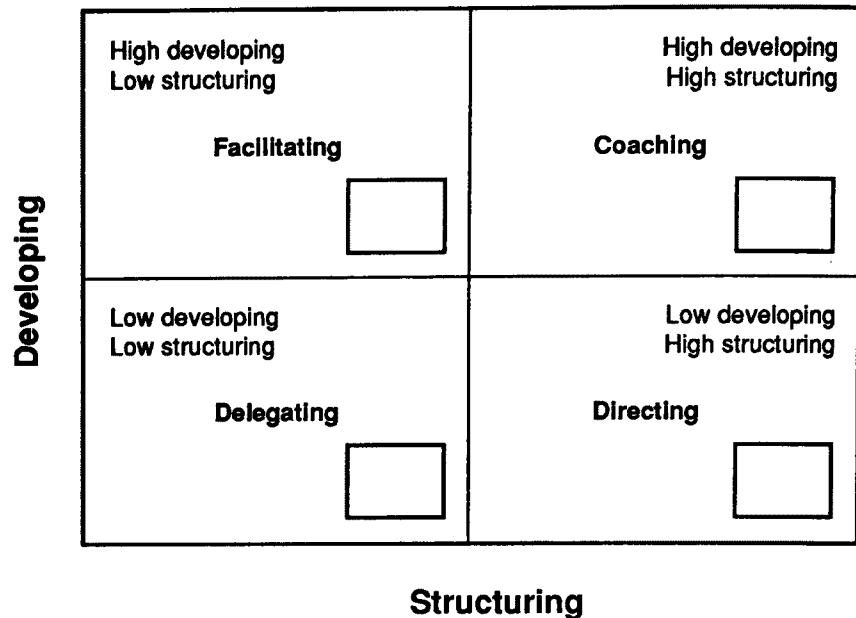 High developing
Low structuring
Facilitating
High developing
High structuring
Coaching
Developing
Low developing
Low structuring
Delegating
Low developing
High structuring
Directing
Structuring